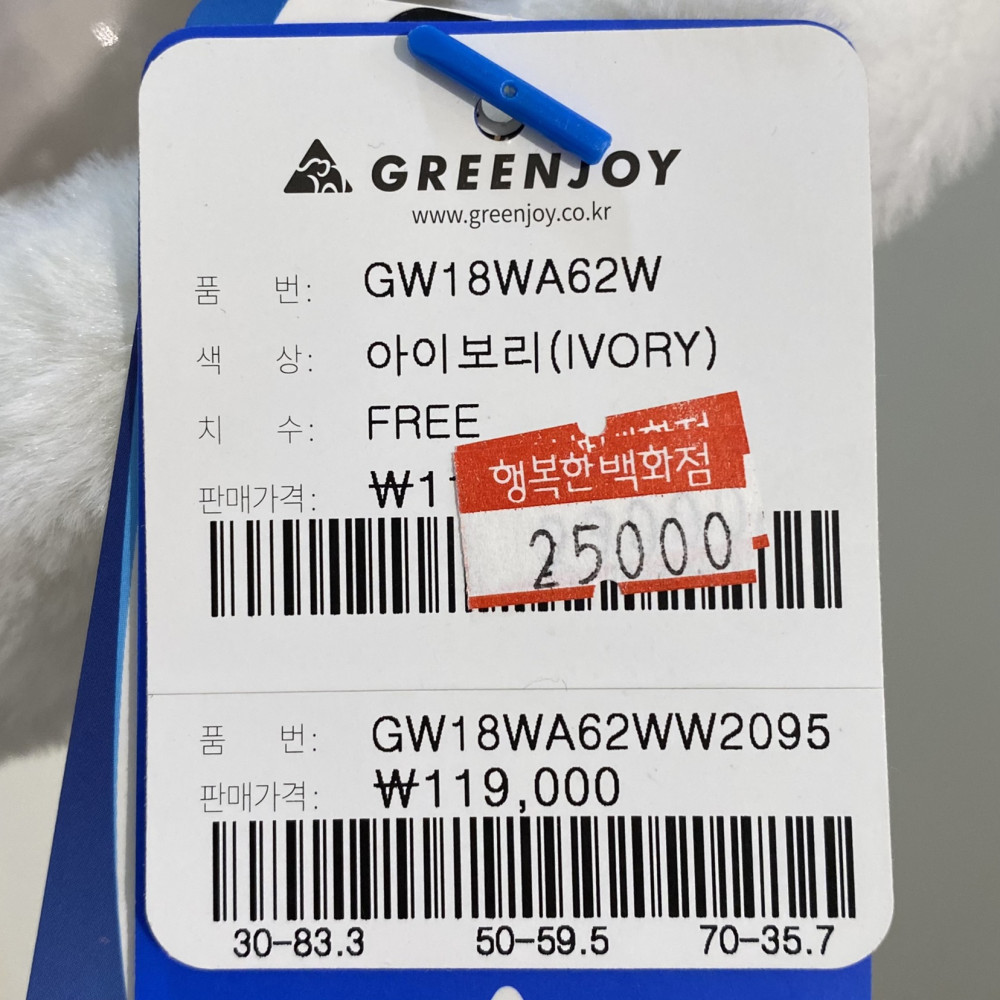 GREENJOY
www.greenjoy.co.kr
품 번: GW18WA62W
색 상: 아이보리(IVORY)
치 수: FREE
판매가격: ₩11
행복한백화점
25000
품 번: GW18WA62WW2095
판매가격: ₩119,000
30-83.3 50-59.5 70-35.7